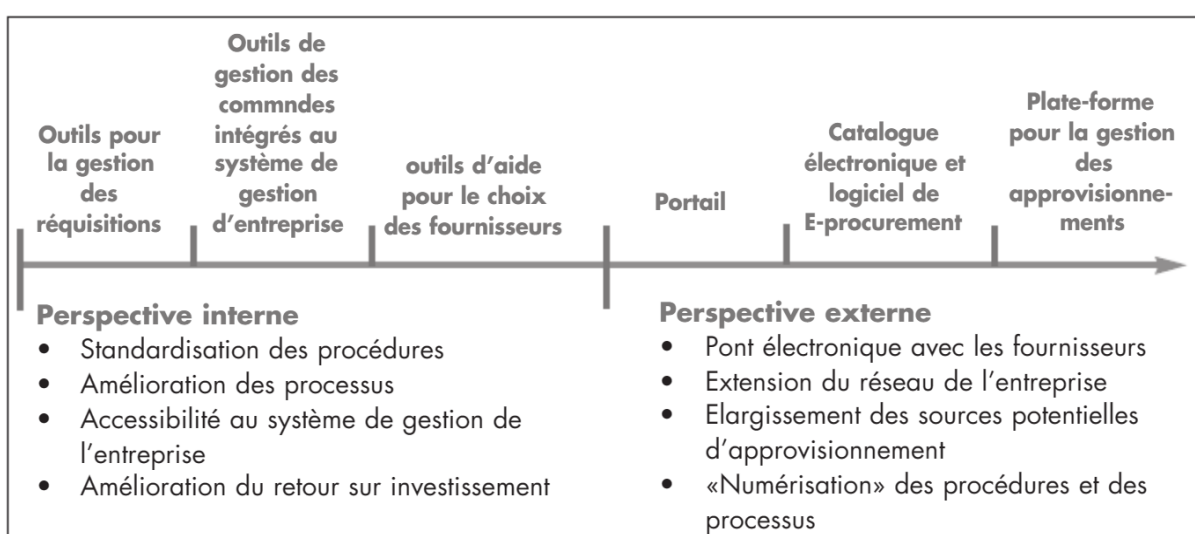 Outils pour
la gestion
des
réquisitions
Outils de
gestion des
commndes
intégrés au
système de
gestion
d'entreprise
outils d'aide
pour le choix
des fournisseurs
Portail
Catalogue
électronique et
logiciel de
E-procurement
Plate-forme
pour la gestion
des
approvisionne-
ments
Perspective interne
• Standardisation des procédures
• Amélioration des processus
• Accessibilité au système de gestion de
l'entreprise
• Amélioration du retour sur investissement
Perspective externe
• Pont électronique avec les fournisseurs
• Extension du réseau de l'entreprise
• Elargissement des sources potentielles
d'approvisionnement
• «Numérisation» des procédures et des
processus